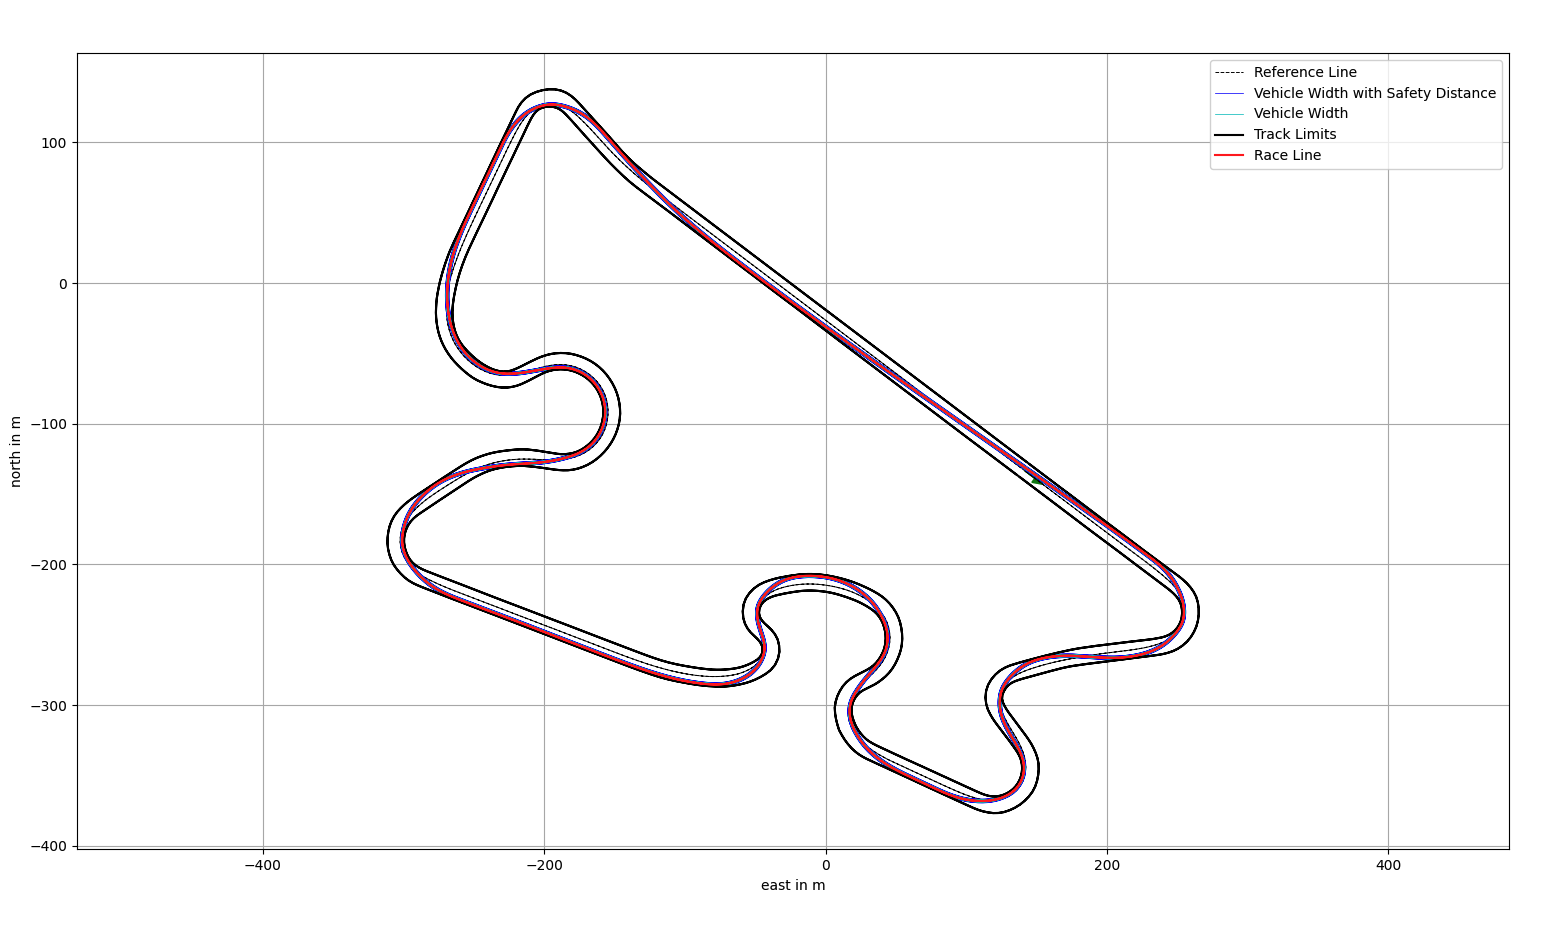 Reference Line
Vehicle Width with Safety Distance
Vehicle Width
Track Limits
Race Line
100
0
−100
−200
−300
−400
north in m
−400
−200
0
200
400
east in m